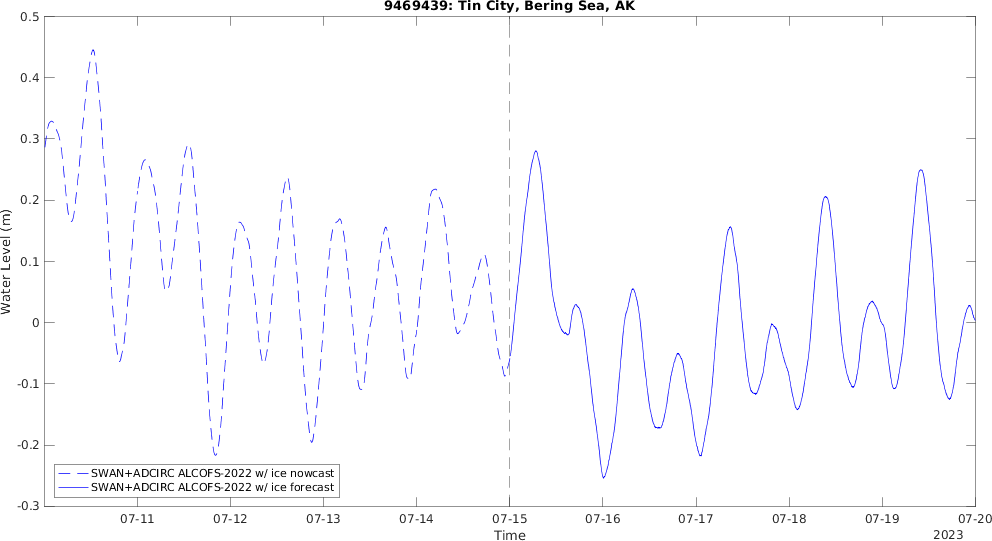 9469439: Tin City, Bering Sea, AK
0.5
0.4
0.3
0.2
0.1
0
-0.1
-0.2
-0.3
Water Level (m)
SWAN+ADCIRC ALCOFS-2022 w/ ice nowcast
SWAN+ADCIRC ALCOFS-2022 w/ ice forecast
07-11 07-12 07-13 07-14 07-15 07-16 07-17 07-18 07-19 07-20
Time
2023